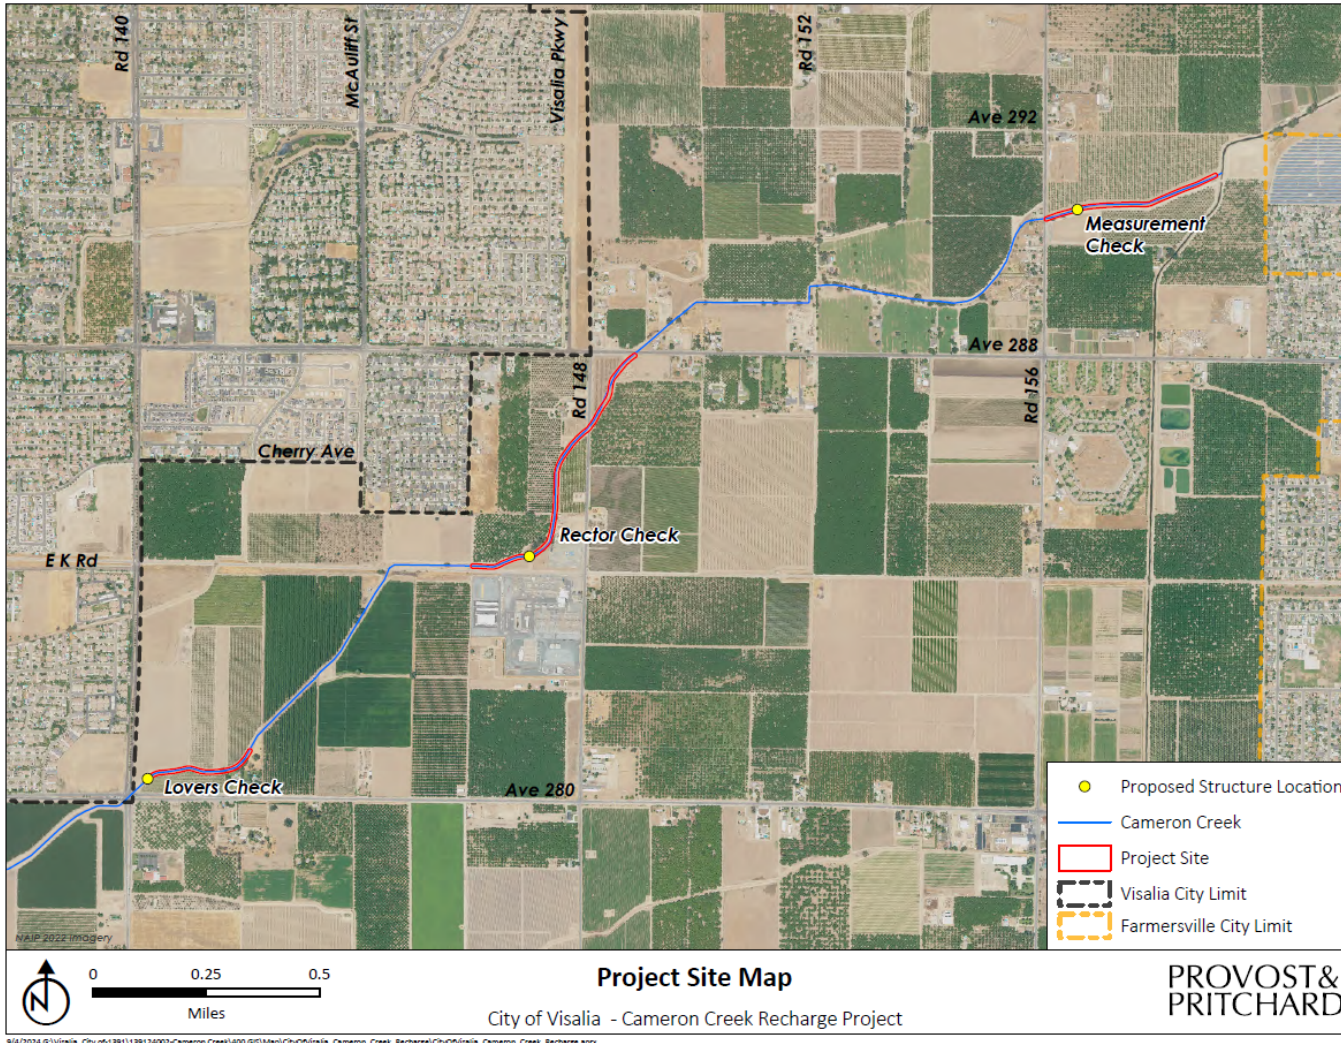 Rd 140
McAuliff St
Visalia Pkwy
Rd 152
Ave 292
Measurement
Check
Ave 288
Rd 148
Rd 156
Cherry Ave
Rector Check
E K Rd
Lovers Check
Ave 280
Proposed Structure Location
Cameron Creek
Project Site
Visalia City Limit
Farmersville City Limit
NAIP 2022 Imagery
N
0 0.25 0.5
Miles
Project Site Map
City of Visalia - Cameron Creek Recharge Project
PROVOST&
PRITCHARD